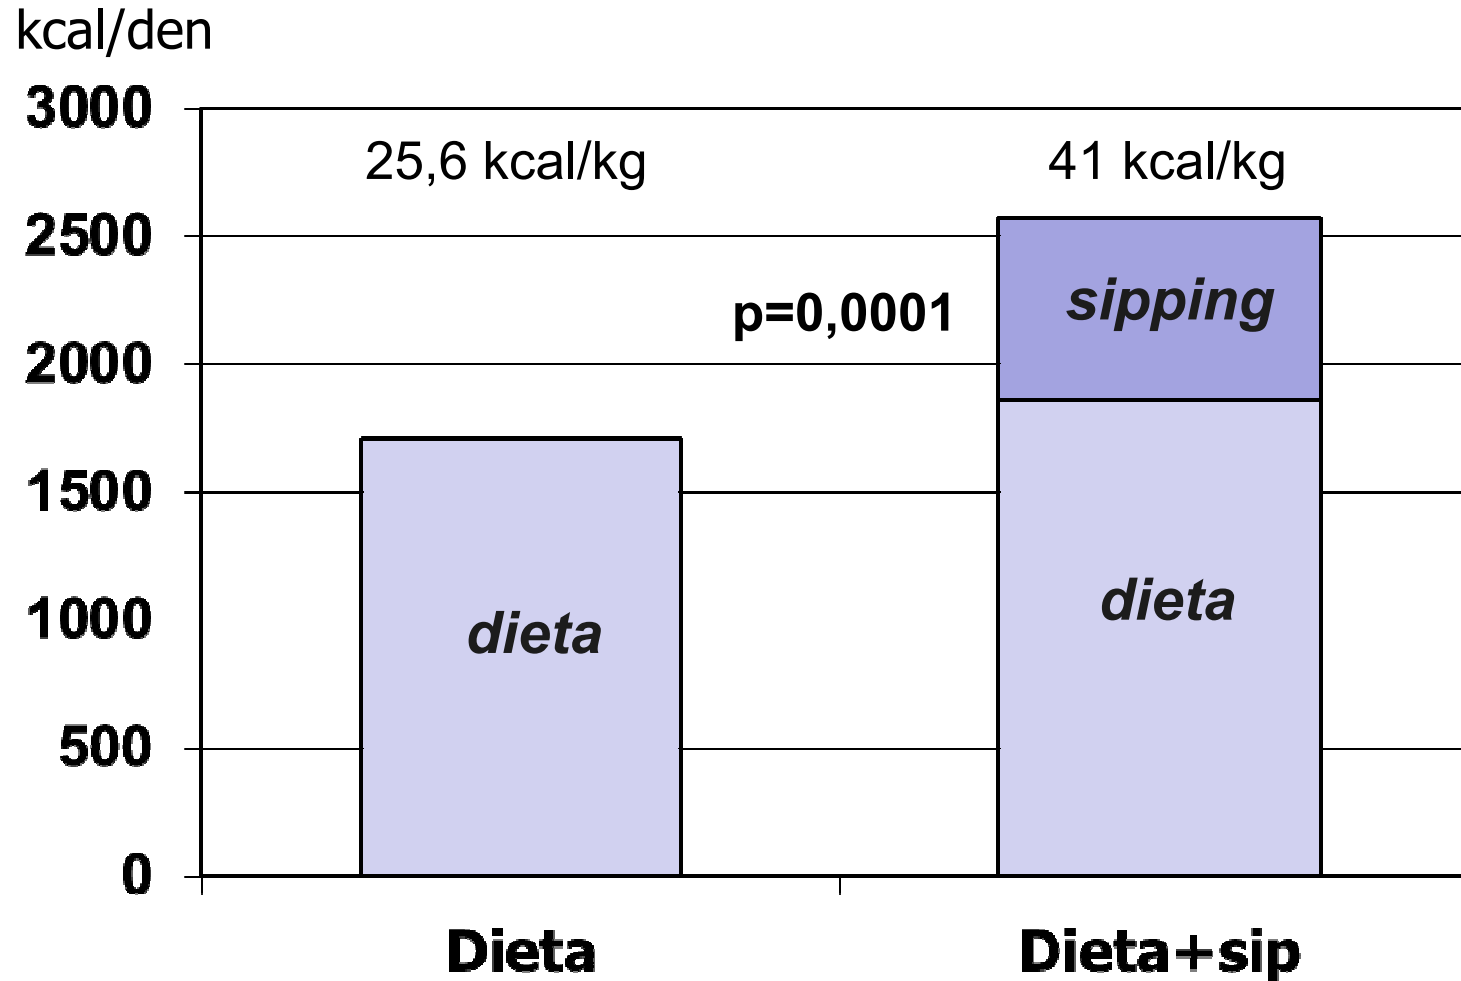 kcal/den
3000
25,6 kcal/kg
41 kcal/kg
2500
sipping
p=0,0001
2000
1500
dieta
1000
dieta
500
0
Dieta
Dieta+sip